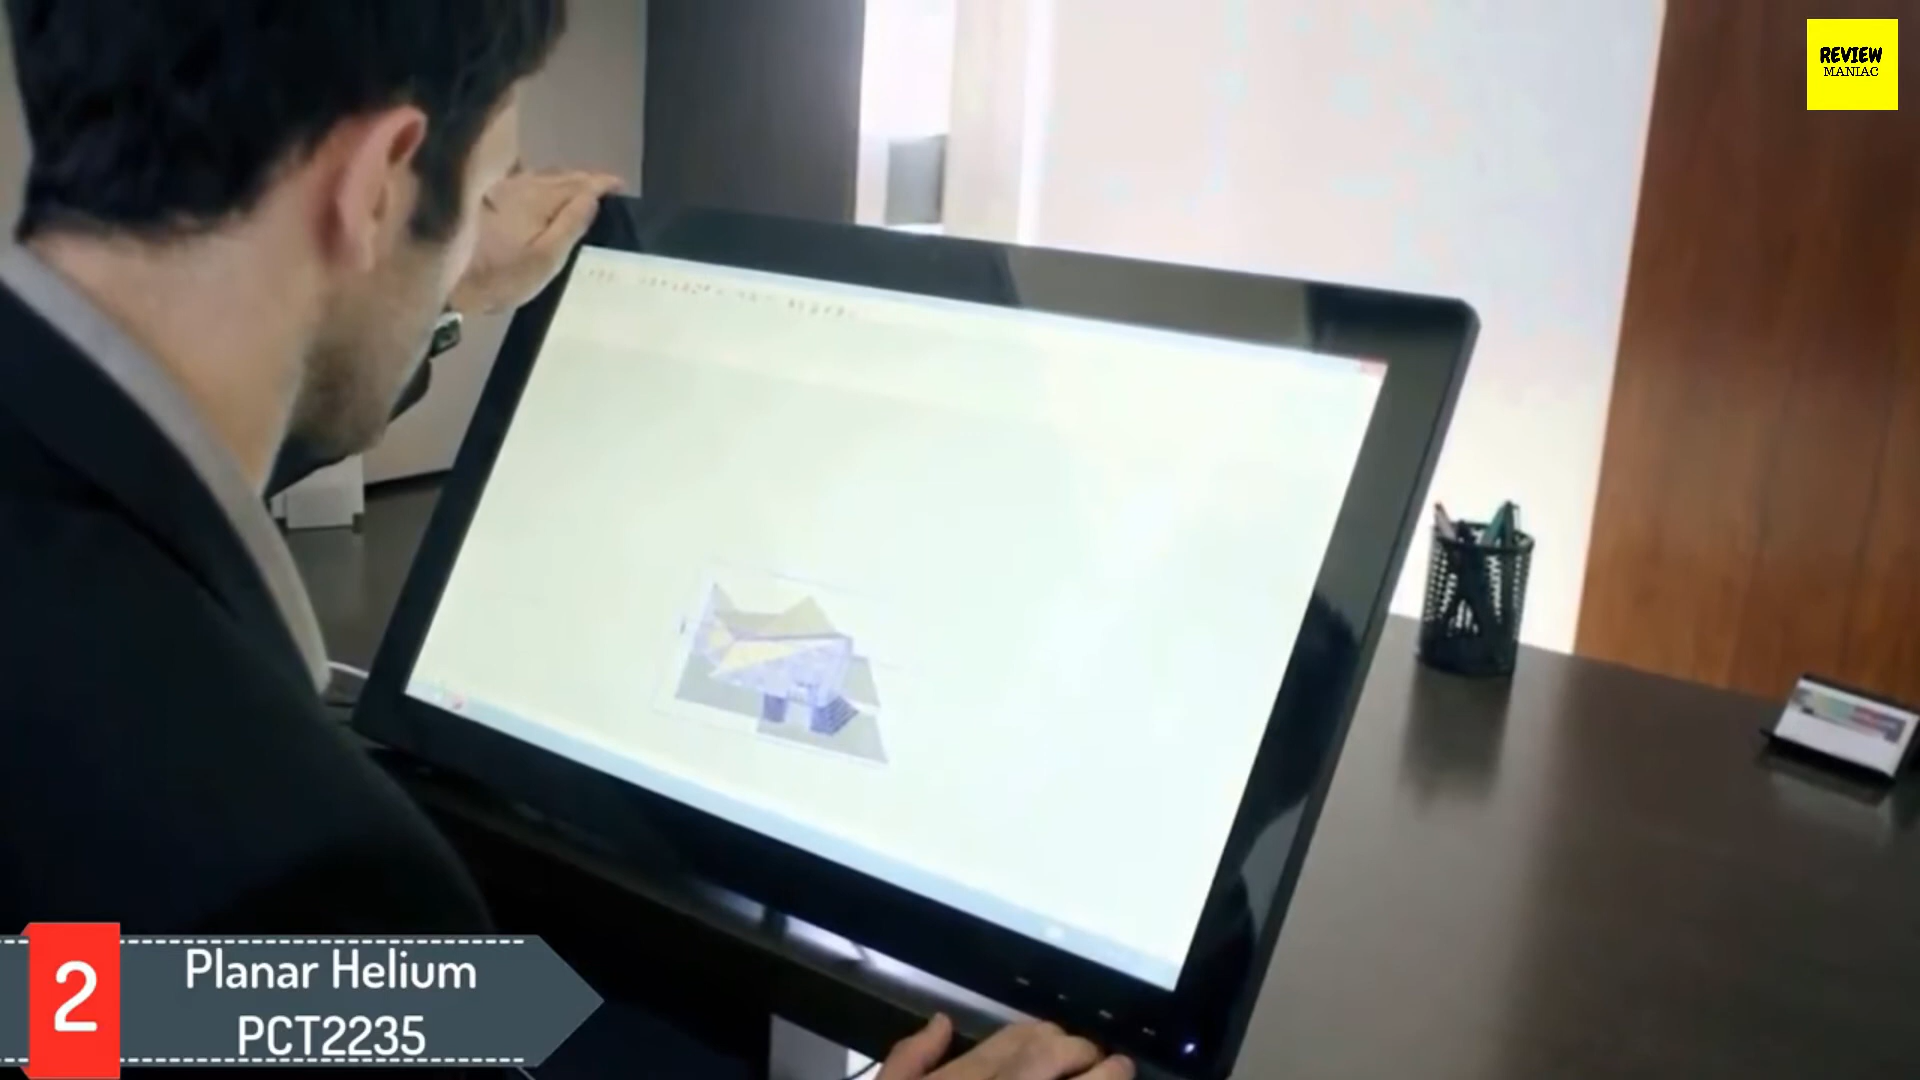 REVIEW
MANIAC
2
Planar Helium
PCT2235